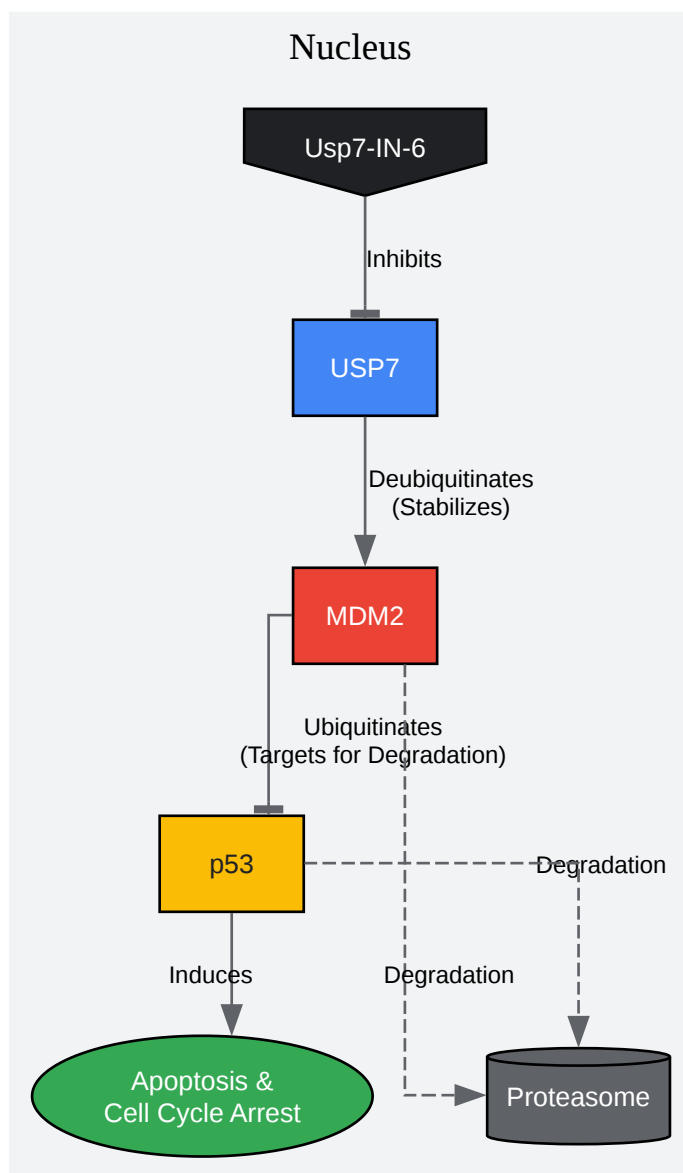 Nucleus
Usp7-IN-6
Inhibits
USP7
Deubiquitinates
(Stabilizes)
MDM2
Ubiquitinates
(Targets for Degradation)
p53
Degradation
Induces
Degradation
Apoptosis &
Cell Cycle Arrest
Proteasome